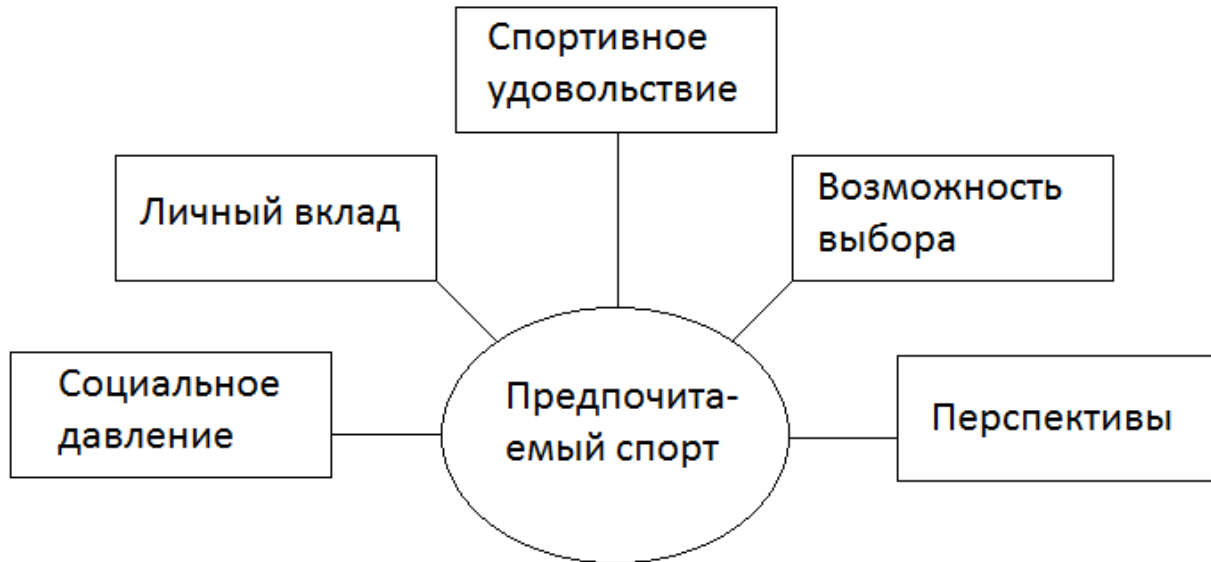 Спортивное
удовольствие
Личный вклад
Возможность
выбора
Социальное
давление
Предпочита-
емый спорт
Перспективы